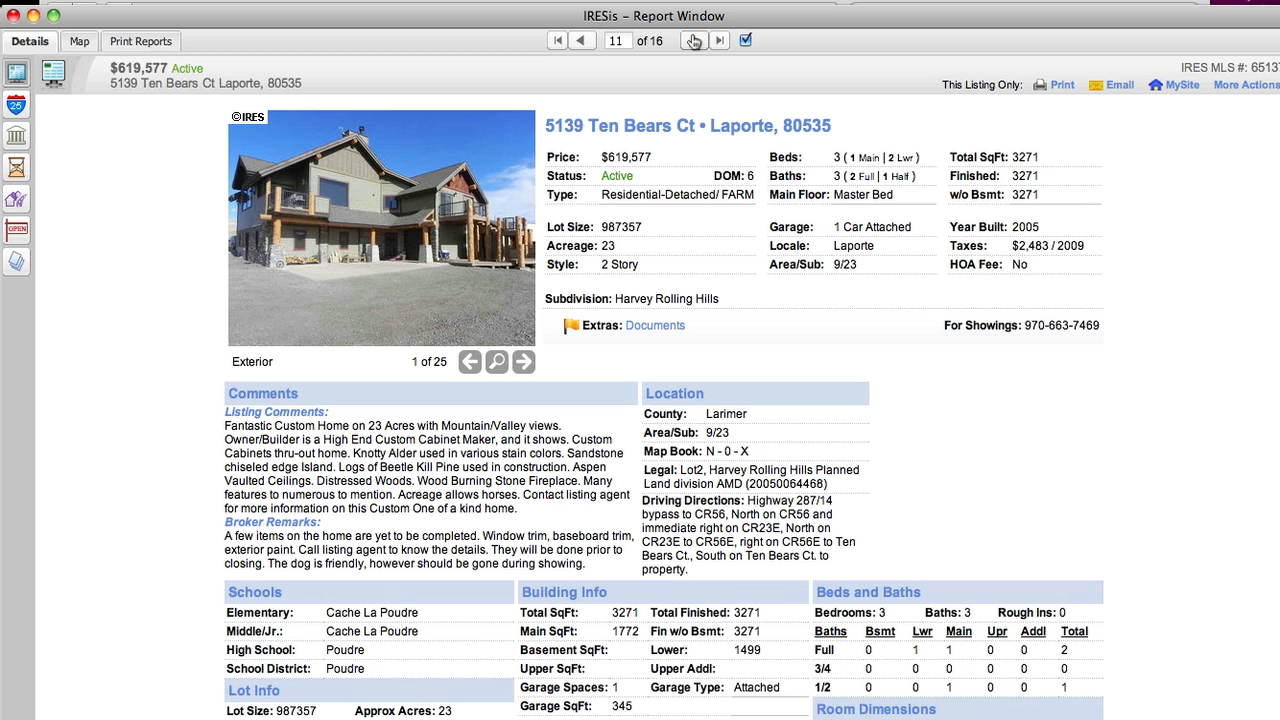 IRESis – Report Window
Details Map Print Reports 11 of 16
$619,577 Active
5139 Ten Bears Ct Laporte, 80535
IRES MLS #: 65137
This Listing Only: Print Email MySite More Actions
25
OPEN
©IRES
Exterior 1 of 25
5139 Ten Bears Ct • Laporte, 80535
Price: $619,577 Beds: 3 ( 1 Main | 2 Lwr ) Total SqFt: 3271
Status: Active DOM: 6 Baths: 3 ( 2 Full | 1 Half ) Finished: 3271
Type: Residential-Detached/ FARM Main Floor: Master Bed w/o Bsmt: 3271
Lot Size: 987357 Garage: 1 Car Attached Year Built: 2005
Acreage: 23 Locale: Laporte Taxes: $2,483 / 2009
Style: 2 Story Area/Sub: 9/23 HOA Fee: No
Subdivision: Harvey Rolling Hills
Extras: Documents For Showings: 970-663-7469
Comments
Listing Comments:
Fantastic Custom Home on 23 Acres with Mountain/Valley views.
Owner/Builder is a High End Custom Cabinet Maker, and it shows. Custom
Cabinets thru-out home. Knotty Alder used in various stain colors. Sandstone
chiseled edge Island. Logs of Beetle Kill Pine used in construction. Aspen
Vaulted Ceilings. Distressed Woods. Wood Burning Stone Fireplace. Many
features to numerous to mention. Acreage allows horses. Contact listing agent
for more information on this Custom One of a kind home.
Broker Remarks:
A few items on the home are yet to be completed. Window trim, baseboard trim,
exterior paint. Call listing agent to know the details. They will be done prior to
closing. The dog is friendly, however should be gone during showing.
Location
County: Larimer
Area/Sub: 9/23
Map Book: N - 0 - X
Legal: Lot2, Harvey Rolling Hills Planned
Land division AMD (20050064468)
Driving Directions: Highway 287/14
bypass to CR56, North on CR56 and
immediate right on CR23E, North on
CR23E to CR56E, right on CR56E to Ten
Bears Ct., South on Ten Bears Ct. to
property.
Schools
Elementary: Cache La Poudre
Middle/Jr.: Cache La Poudre
High School: Poudre
School District: Poudre
Lot Info
Lot Size: 987357 Approx Acres: 23
Building Info
Total SqFt: 3271 Total Finished: 3271
Main SqFt: 1772 Fin w/o Bsmt: 3271
Basement SqFt: Lower: 1499
Upper SqFt: Upper Addl:
Garage Spaces: 1 Garage Type: Attached
Garage SqFt: 345
Beds and Baths
Bedrooms: 3 Baths: 3 Rough Ins: 0
Baths Bsmt Lwr Main Upr Addl Total
Full 0 1 1 0 0 2
3/4 0 0 0 0 0 0
1/2 0 0 1 0 0 1
Room Dimensions